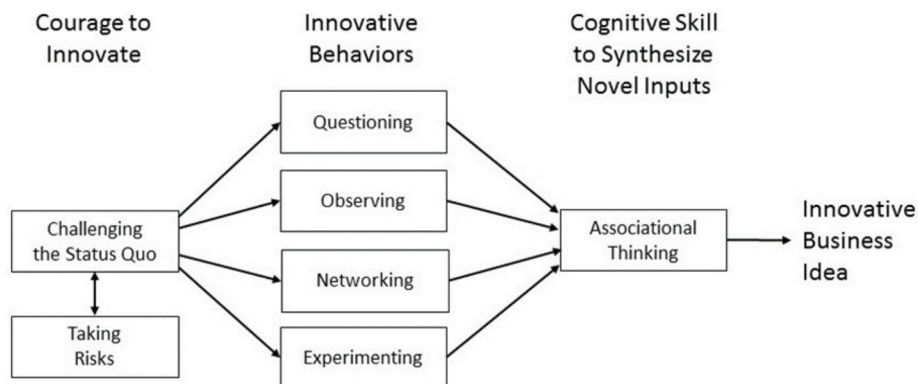 Courage to
Innovate
Innovative
Behaviors
Cognitive Skill
to Synthesize
Novel Inputs
Questioning
Observing
Challenging
the Status Quo
Associational
Thinking
Innovative
Business
Idea
Networking
Taking
Risks
Experimenting